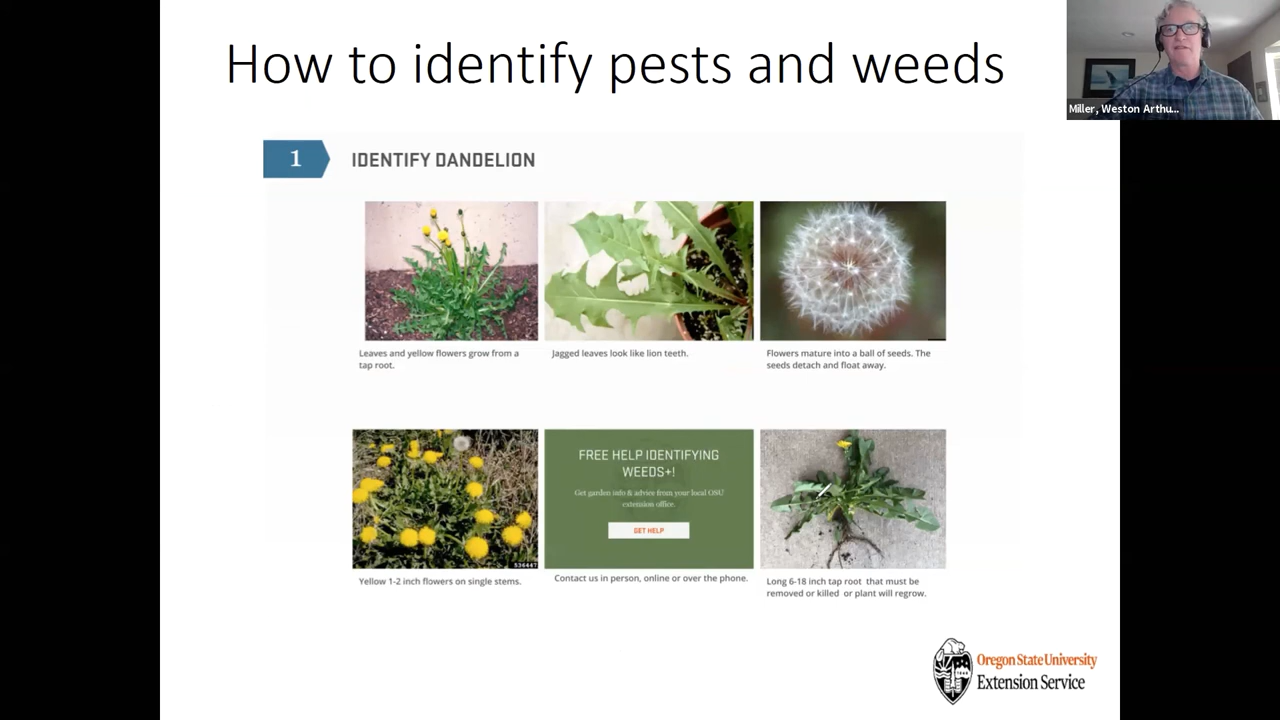 How to identify pests and weeds
Miller, Weston Arthu...
1
IDENTIFY DANDELION
Leaves and yellow flowers grow from a
tap root.
Jagged leaves look like lion teeth.
Flowers mature into a ball of seeds. The
seeds detach and float away.
536447
Yellow 1-2 inch flowers on single stems.
FREE HELP IDENTIFYING
WEEDS+!
Get garden info & advice from your local OSU
extension office.
GET HELP
Contact us in person, online or over the phone.
Long 6-18 inch tap root that must be
removed or killed or plant will regrow.
Oregon State University
Extension Service